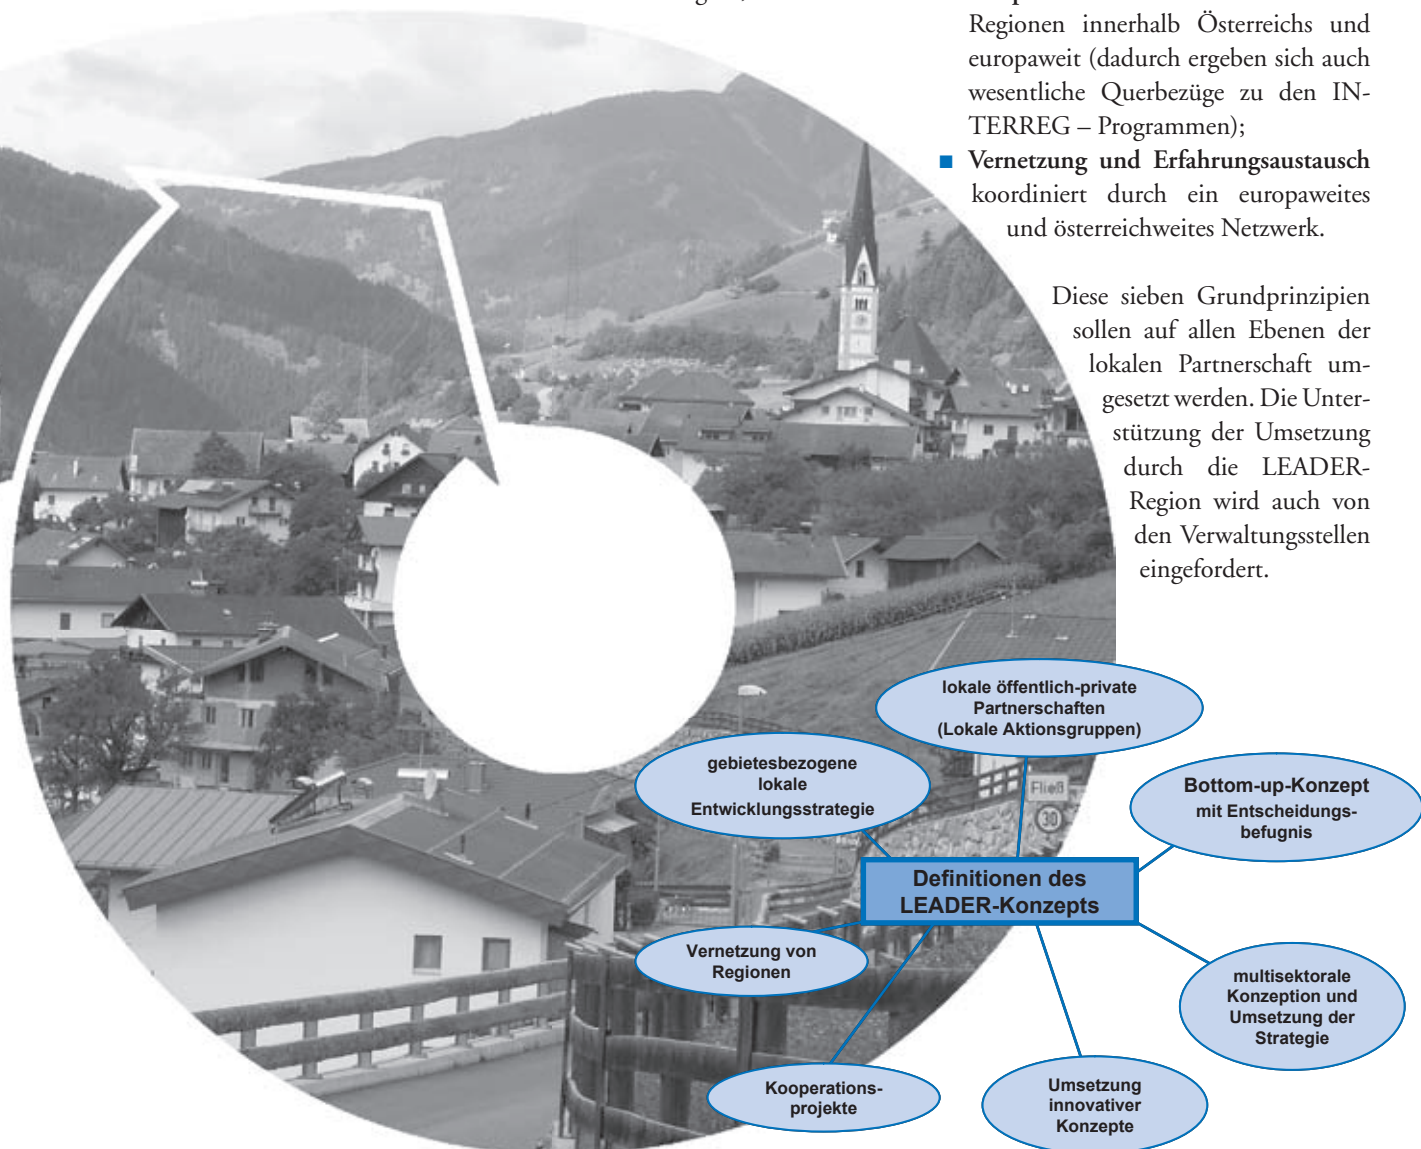 Regionen innerhalb Österreichs und
europaweit (dadurch ergeben sich auch
wesentliche Querbezüge zu den IN-
TERREG – Programmen);
■ Vernetzung und Erfahrungsaustausch
koordiniert durch ein europaweites
und österreichweites Netzwerk.
Diese sieben Grundprinzipien
sollen auf allen Ebenen der
lokalen Partnerschaft um-
gesetzt werden. Die Unter-
stützung der Umsetzung
durch die LEADER-
Region wird auch von
den Verwaltungsstellen
eingefordert.
lokale öffentlich-private
Partnerschaften
(Lokale Aktionsgruppen)
gebietesbezogene
lokale
Entwicklungsstrategie
Fließ
30
Bottom-up-Konzept
mit Entscheidungs-
befugnis
Definitionen des
LEADER-Konzepts
Vernetzung von
Regionen
multisektorale
Konzeption und
Umsetzung der
Strategie
Kooperations-
projekte
Umsetzung
innovativer
Konzepte